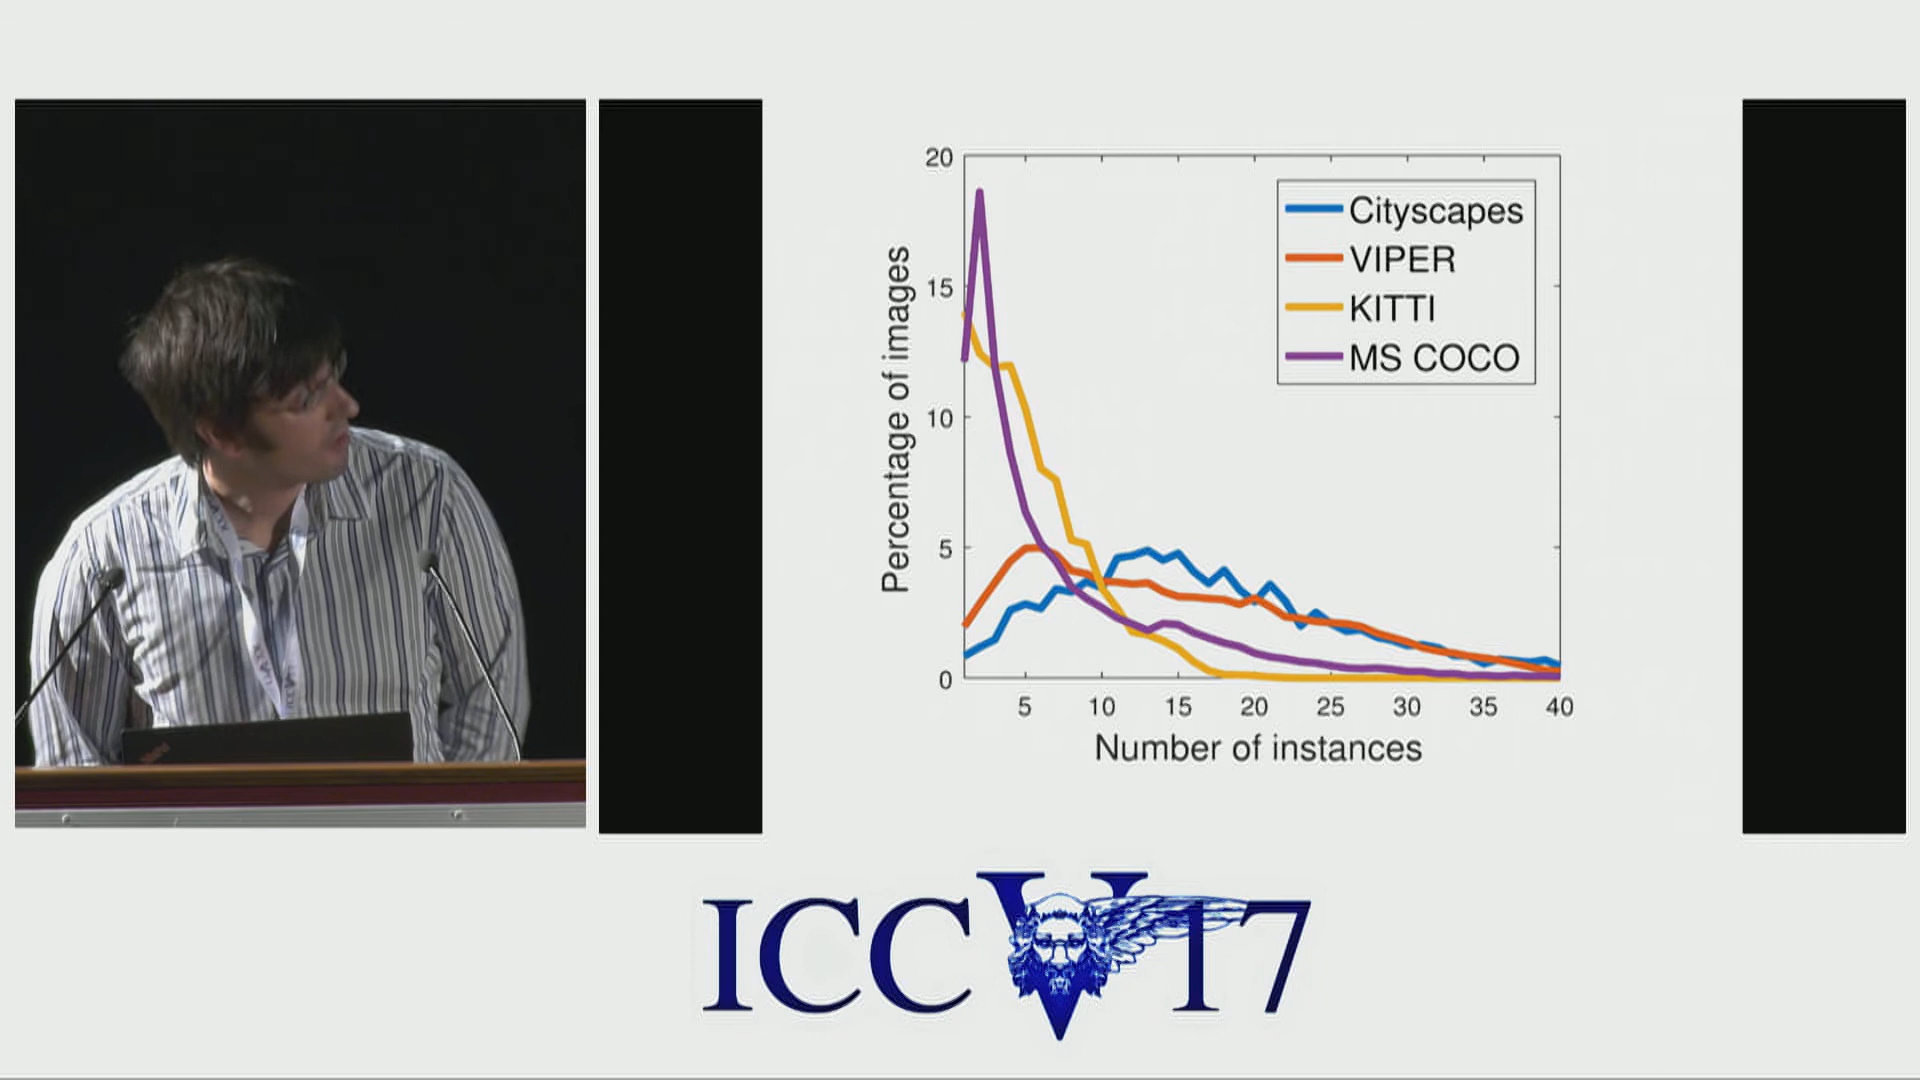 20
15
10
5
0
Percentage of images
Cityscapes
VIPER
KITTI
MS COCO
5 10 15 20 25 30 35 40
Number of instances
ICCV17